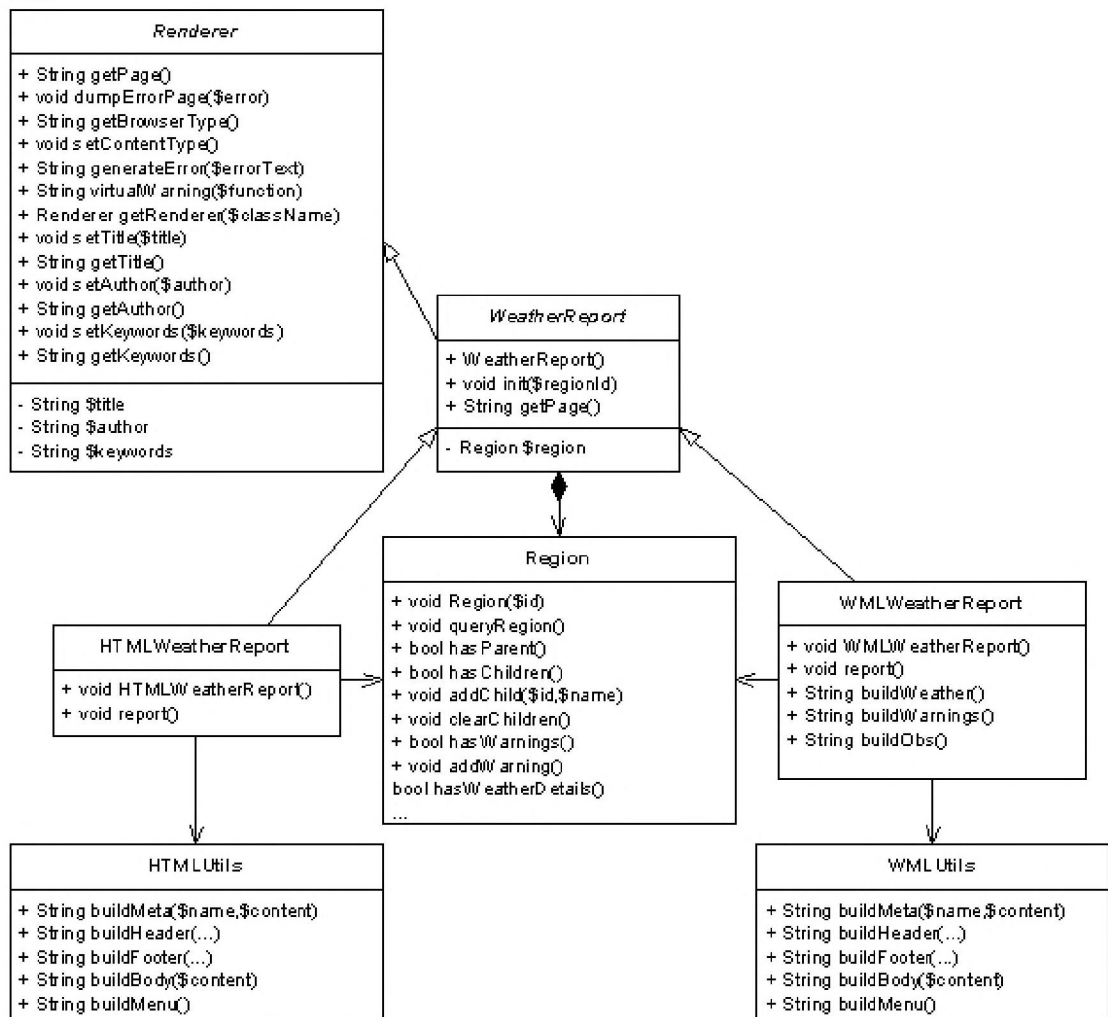 Renderer
+ String getPage()
+ void dumpErrorPage($error)
+ String getBrowserType()
+ void setContentType()
+ String generateError($errorText)
+ String virtualWarning($function)
+ Renderer getRenderer($className)
+ void setTitle($title)
+ String getTitle()
+ void setAuthor($author)
+ String getAuthor()
+ void setKeywords($keywords)
+ String getKeywords()
- String $title
- String $author
- String $keywords
WeatherReport
+ WeatherReport()
+ void init($regionId)
+ String getPage()
- Region $region
Region
+ void Region($id)
+ void queryRegion()
+ bool hasParent()
+ bool hasChildren()
+ void addChild($id,$name)
+ void clearChildren()
+ bool hasWarnings()
+ void addWarning()
bool hasWeatherDetails()
...
HTMLWeatherReport
+ void HTMLWeatherReport()
+ void report()
WMLWeatherReport
+ void WMLWeatherReport()
+ void report()
+ String buildWeather()
+ String buildWarnings()
+ String buildObs()
HTMLUtils
+ String buildMeta($name,$content)
+ String buildHeader(...)
+ String buildFooter(...)
+ String buildBody($content)
+ String buildMenu()
WMLUtils
+ String buildMeta($name,$content)
+ String buildHeader(...)
+ String buildFooter(...)
+ String buildBody($content)
+ String buildMenu()